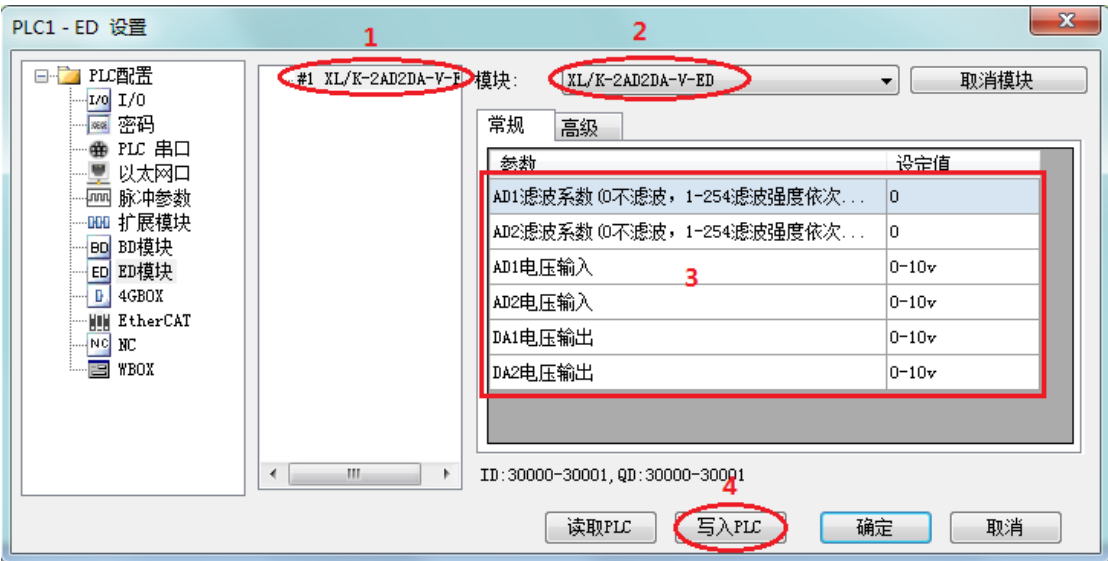 PLC1 - ED 设置
1
2
PLC配置
I/O I/O
密码
PLC 串口
以太网口
脉冲参数
扩展模块
BD BD模块
ED ED模块
4GBOX
EtherCAT
NC NC
WBOX
#1 XL/K-2AD2DA-V-E
模块:
XL/K-2AD2DA-V-ED
取消模块
常规
高级
参数
设定值
AD1滤波系数(0不滤波，1-254滤波强度依次...
0
AD2滤波系数(0不滤波，1-254滤波强度依次...
0
AD1电压输入
0-10v
3
AD2电压输入
0-10v
DA1电压输出
0-10v
DA2电压输出
0-10v
ID:30000-30001,QD:30000-30001
4
读取PLC
写入PLC
确定
取消